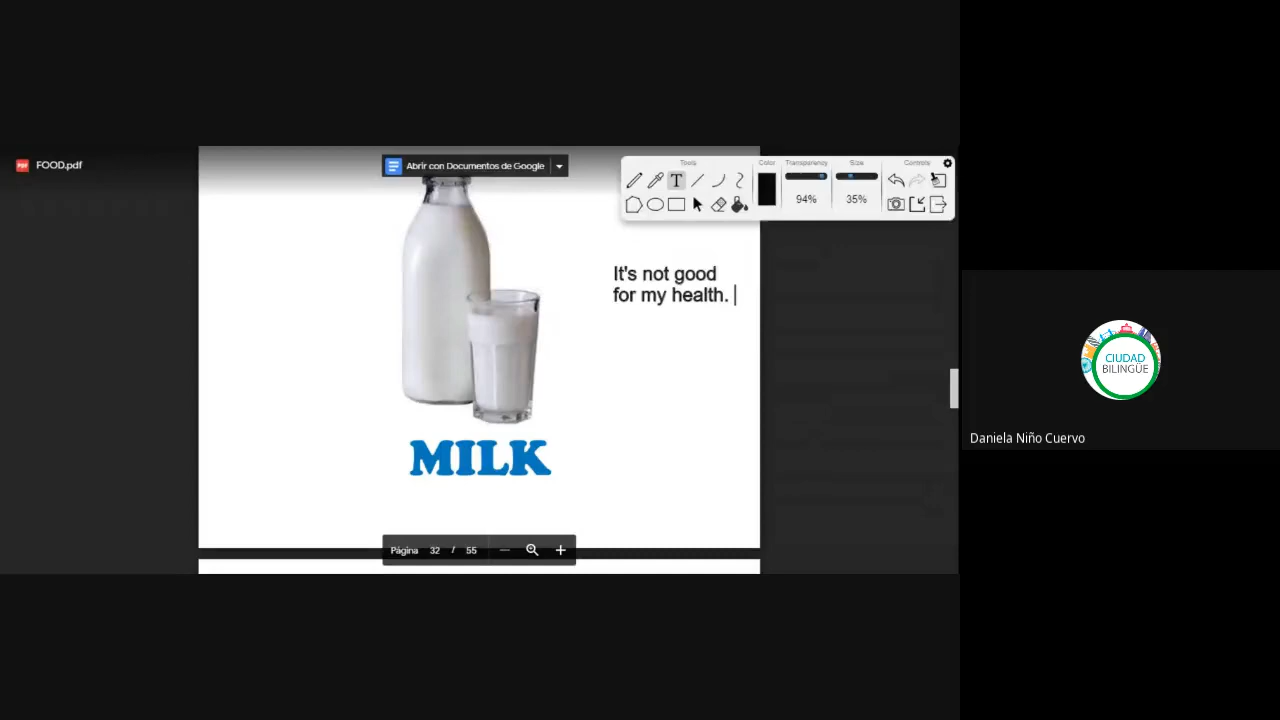 FOOD.pdf
Abrir con Documentos de Google
Tools
Color
Transparency
Size
Controls
94%
35%
It's not good
for my health.
MILK
Página 32 / 55
CIUDAD
BILINGÜE
Daniela Niño Cuervo